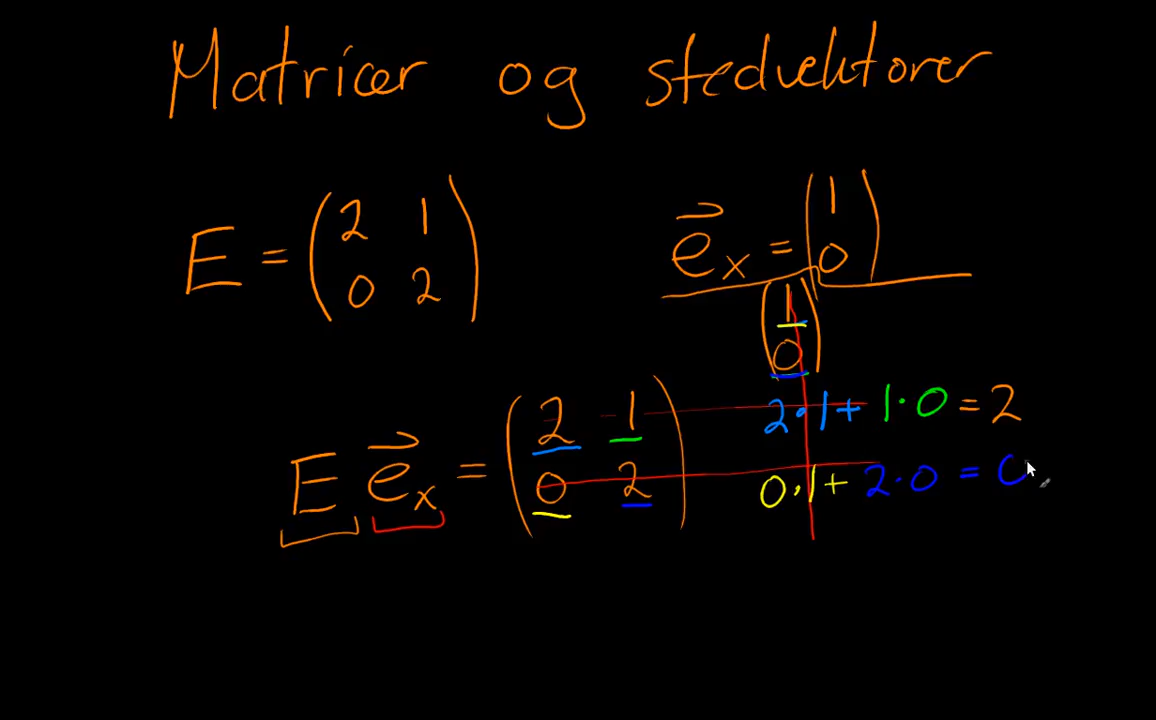 Matricer og stedvektorer
E = (2 1
0 2)
e⃗x = (1
0)
(1
0)
E e⃗x = (2 1
0 2)
2·1 + 1·0 = 2
0·1 + 2·0 = 0